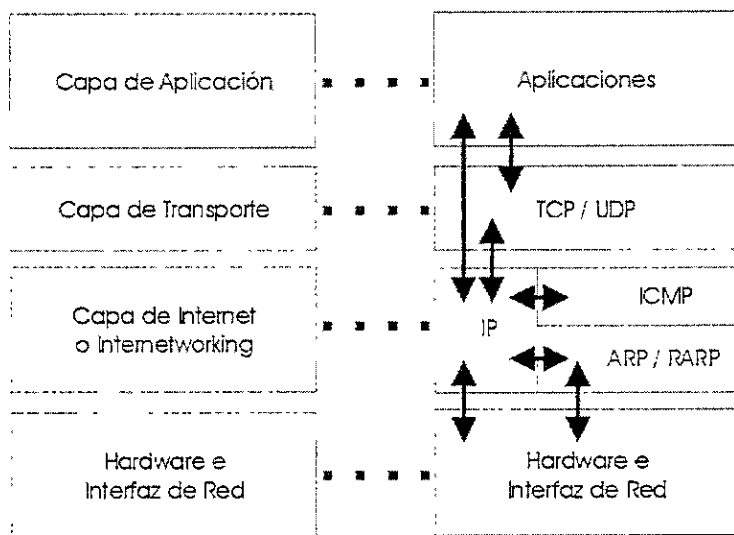 Capa de Aplicación
Aplicaciones
Capa de Transporte
TCP / UDP
Capa de Internet
o Internetworking
IP
ICMP
ARP / RARP
Hardware e
Interfaz de Red
Hardware e
Interfaz de Red